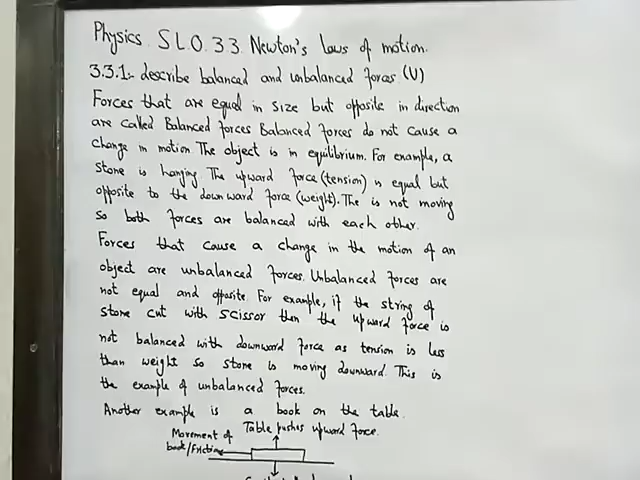 Physics. S.L.O. 3.3. Newton's laws of motion.
3.3.1:- describe balanced and unbalanced forces (U)
Forces that are equal in size but opposite in direction
are called Balanced forces Balanced forces do not cause a
change in motion The object is in equilibrium. For example, a
stone is hanging The upward force (tension) is equal but
opposite to the down ward force (weight). The is not moving
so both forces are balanced with each other.
Forces that cause a change in the motion of an
object are unbalanced forces. Unbalanced forces are
not equal and opposite. For example, if the string of
stone cut with scissor then the upward force is
not balanced with downward force as tension is less
than weight so stone is moving downward. This is
the example of unbalanced forces.
Another example is a book on the table.
Table pushes upward force.
Movement of
book/friction